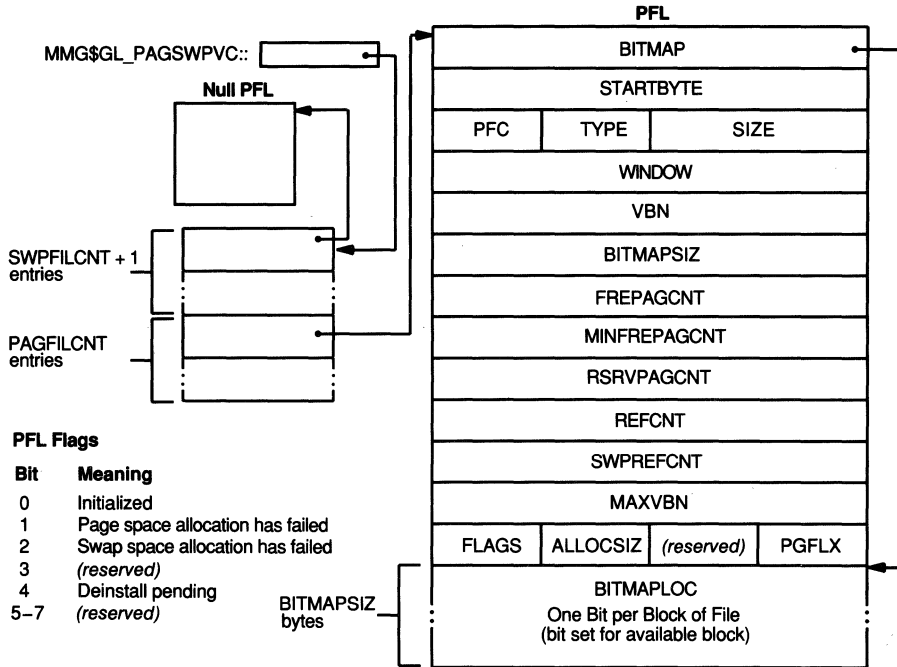 PFL
MMG$GL_PAGSWPVC::
Null PFL
BITMAP
STARTBYTE
PFC TYPE SIZE
WINDOW
VBN
BITMAPSIZ
FREPAGCNT
MINFREPAGCNT
RSRVPAGCNT
REFCNT
SWPREFCNT
MAXVBN
FLAGS ALLOCSIZ (reserved) PGFLX
BITMAPLOC
One Bit per Block of File
(bit set for available block)
BITMAPSIZ
bytes
SWPFILCNT + 1
entries
PAGFILCNT
entries
PFL Flags
Bit Meaning
0 Initialized
1 Page space allocation has failed
2 Swap space allocation has failed
3 (reserved)
4 Deinstall pending
5–7 (reserved)